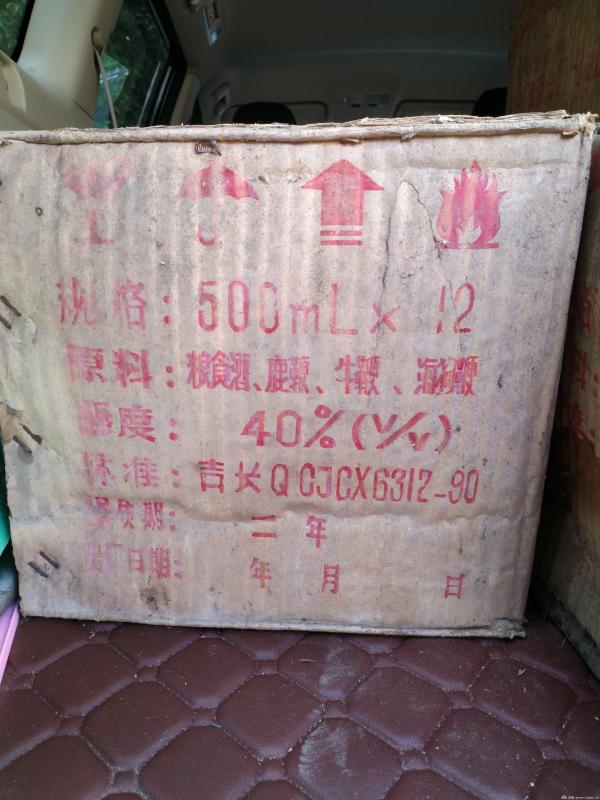 规格：500mL×12
原料：粮食酒、鹿鞭、牛鞭、海狗鞭
温度：40%(V/V)
标准：吉长Q CJCX6312-90
保质期：二年
出厂日期：年 月 日